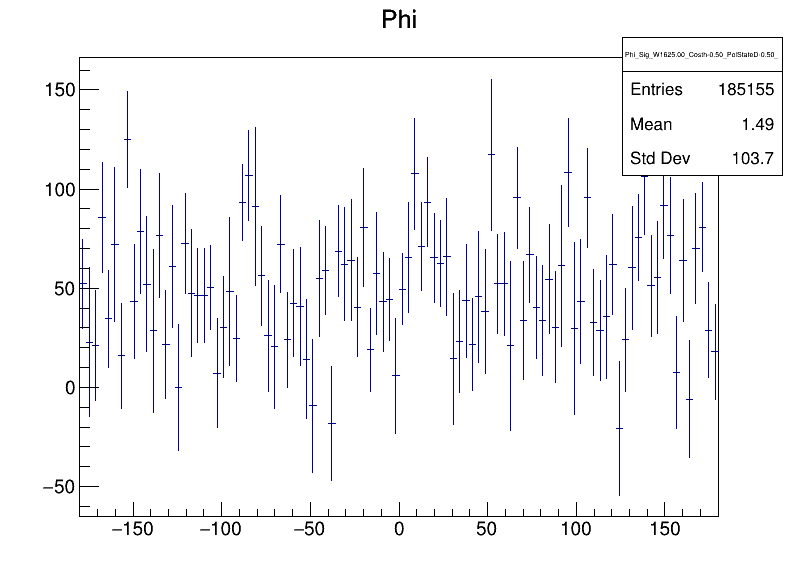 Phi
Phi_Sig_W1625.00_Costh-0.50_PolStateD-0.50_
Entries 185155
Mean 1.49
Std Dev 103.7
150
100
50
0
−50
−150 −100 −50 0 50 100 150